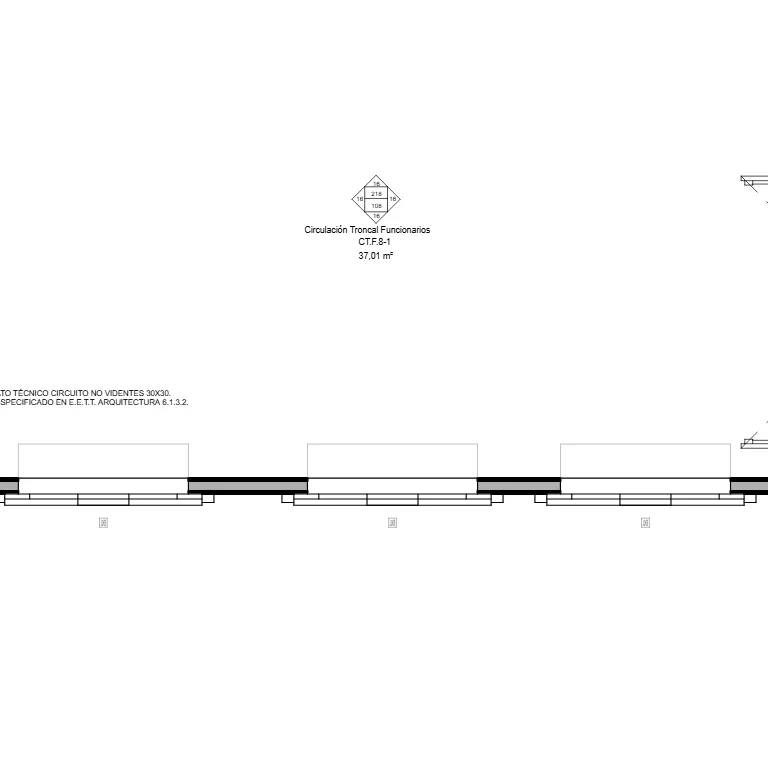 16
218
16 16
108
16
Circulación Troncal Funcionarios
CT.F.8-1
37,01 m²
TO TÉCNICO CIRCUITO NO VIDENTES 30X30.
SPECIFICADO EN E.E.T.T. ARQUITECTURA 6.1.3.2.